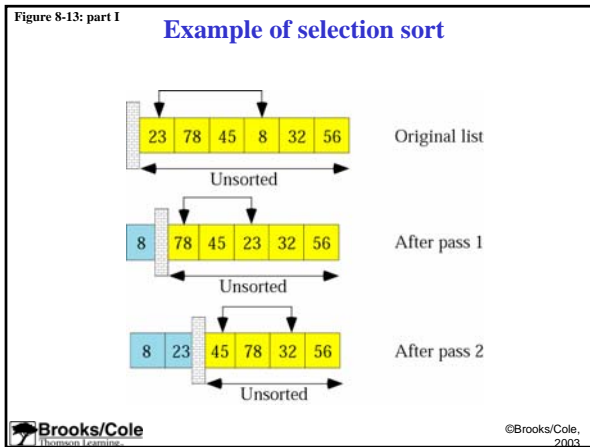 Figure 8-13: part I
Example of selection sort
23 78 45 8 32 56 Original list
Unsorted
8 78 45 23 32 56 After pass 1
Unsorted
8 23 45 78 32 56 After pass 2
Unsorted
Brooks/Cole
Thomson Learning™
©Brooks/Cole,
2003